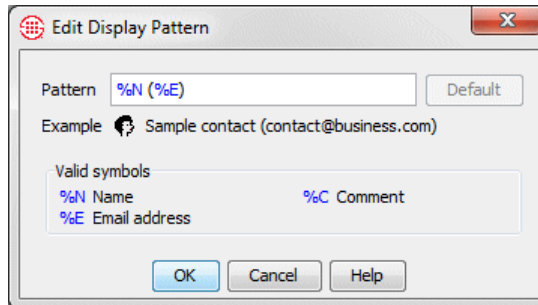 Edit Display Pattern
Pattern %N (%E) Default
Example Sample contact (contact@business.com)
Valid symbols
%N Name %C Comment
%E Email address
OK Cancel Help